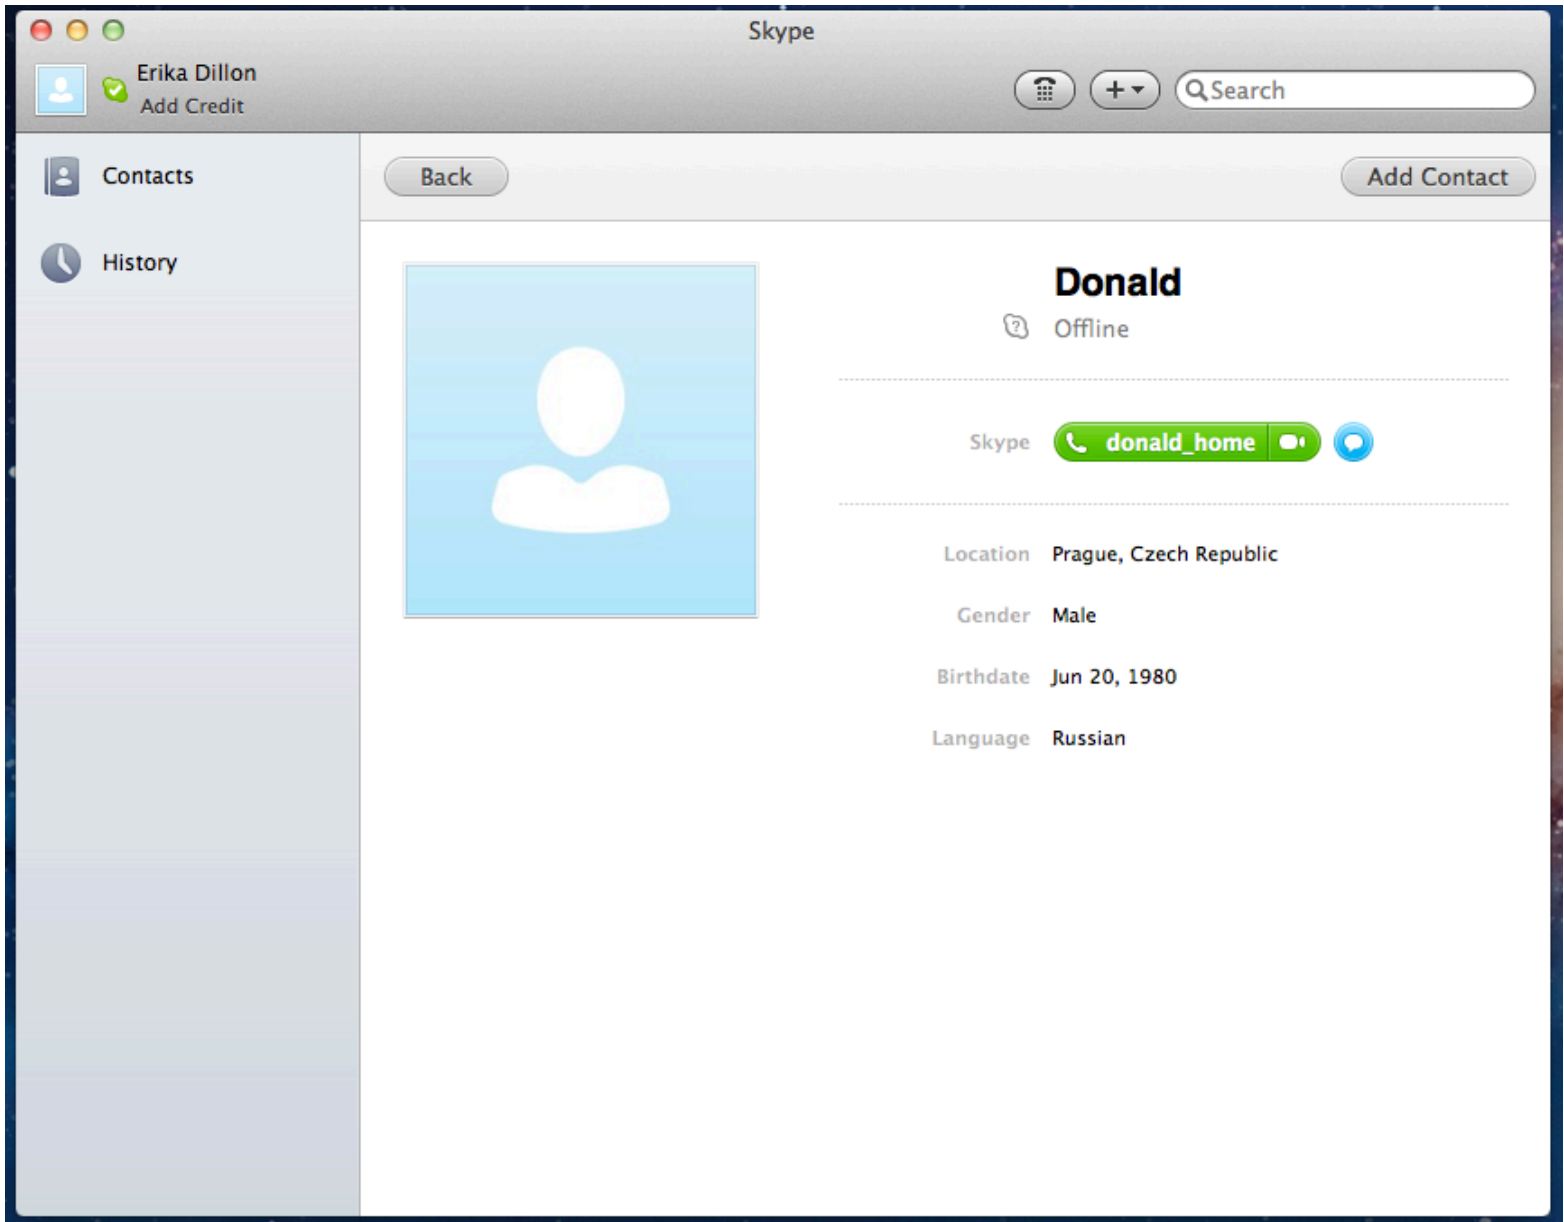 Skype
Erika Dillon
Add Credit
Search
Contacts
History
Back
Add Contact
Donald
Offline
Skype donald_home
Location Prague, Czech Republic
Gender Male
Birthdate Jun 20, 1980
Language Russian